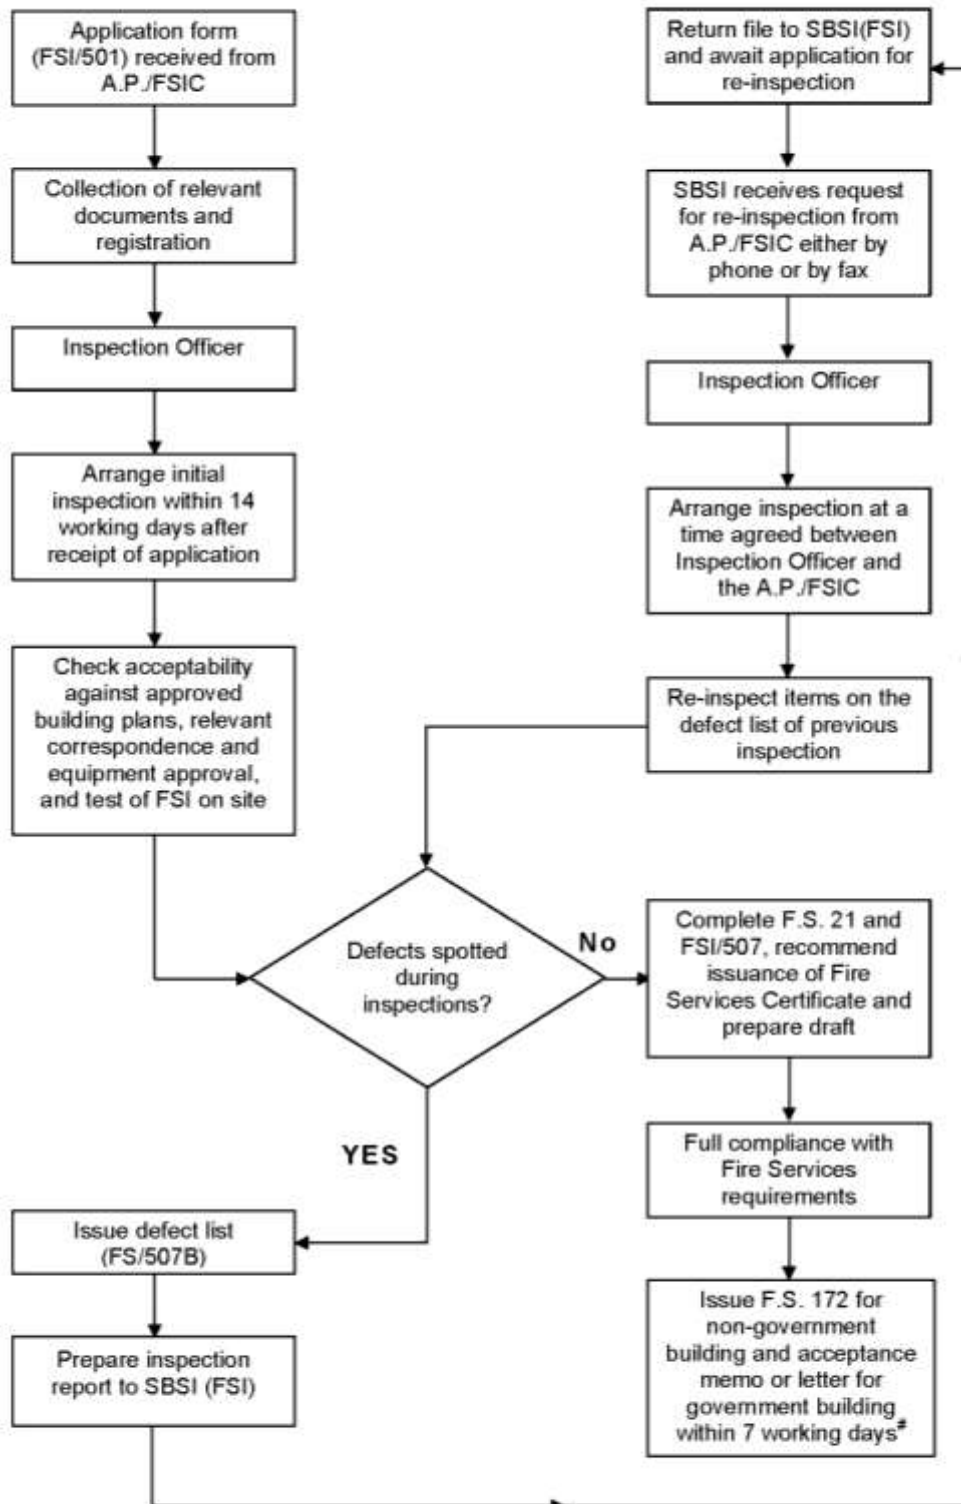 Application form
(FSI/501) received from
A.P./FSIC
Collection of relevant
documents and
registration
Inspection Officer
Arrange initial
inspection within 14
working days after
receipt of application
Check acceptability
against approved
building plans, relevant
correspondence and
equipment approval,
and test of FSI on site
Return file to SBSI(FSI)
and await application for
re-inspection
SBSI receives request
for re-inspection from
A.P./FSIC either by
phone or by fax
Inspection Officer
Arrange inspection at a
time agreed between
Inspection Officer and
the A.P./FSIC
Re-inspect items on the
defect list of previous
inspection
Defects spotted
during
inspections?
No
YES
Complete F.S. 21 and
FSI/507, recommend
issuance of Fire
Services Certificate and
prepare draft
Full compliance with
Fire Services
requirements
Issue F.S. 172 for
non-government
building and acceptance
memo or letter for
government building
within 7 working days#
Issue defect list
(FS/507B)
Prepare inspection
report to SBSI (FSI)